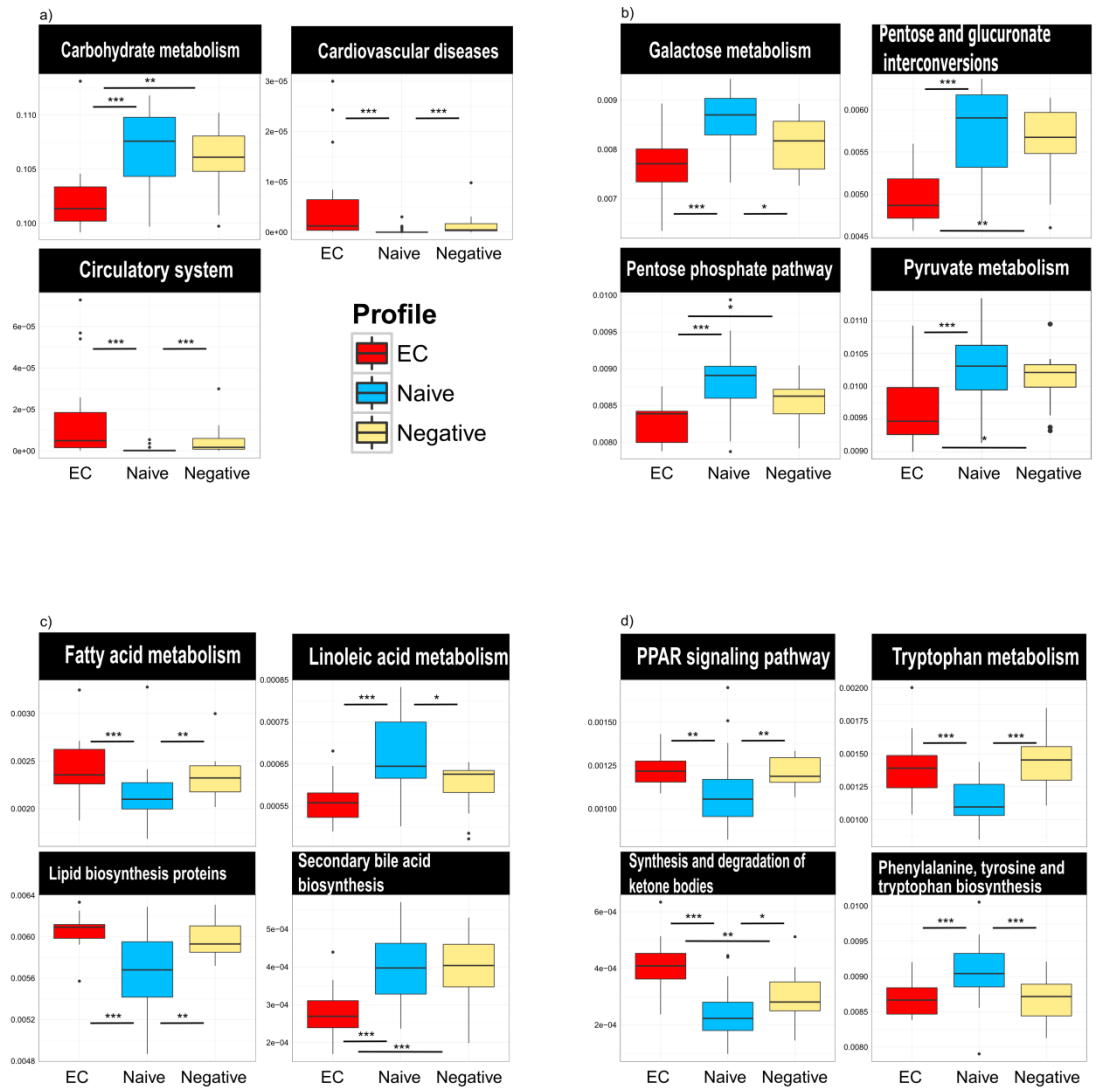 a)
Carbohydrate metabolism
**
***
0.110
0.105
0.100
Cardiovascular diseases
3e-05
2e-05
1e-05
0e+00
***
***
EC Naive Negative
Circulatory system
6e-05
4e-05
2e-05
0e+00
***
***
EC Naive Negative
Profile
EC
Naive
Negative
b)
Galactose metabolism
0.009
0.008
0.007
***
*
Pentose and glucuronate
interconversions
0.0060
0.0055
0.0050
0.0045
***
**
Pentose phosphate pathway
0.0100
0.0095
0.0090
0.0085
0.0080
*
***
EC Naive Negative
Pyruvate metabolism
0.0110
0.0105
0.0100
0.0095
0.0090
***
*
EC Naive Negative
c)
Fatty acid metabolism
0.0030
0.0025
0.0020
***
**
Linoleic acid metabolism
0.00085
0.00075
0.00065
0.00055
***
*
Lipid biosynthesis proteins
0.0064
0.0060
0.0056
0.0052
0.0048
***
**
EC Naive Negative
Secondary bile acid
biosynthesis
5e-04
4e-04
3e-04
2e-04
***
***
EC Naive Negative
d)
PPAR signaling pathway
0.00150
0.00125
0.00100
**
**
Tryptophan metabolism
0.00200
0.00175
0.00150
0.00125
0.00100
***
***
Synthesis and degradation of
ketone bodies
6e-04
4e-04
2e-04
***
*
**
EC Naive Negative
Phenylalanine, tyrosine and
tryptophan biosynthesis
0.0100
0.0095
0.0090
0.0085
0.0080
***
***
EC Naive Negative